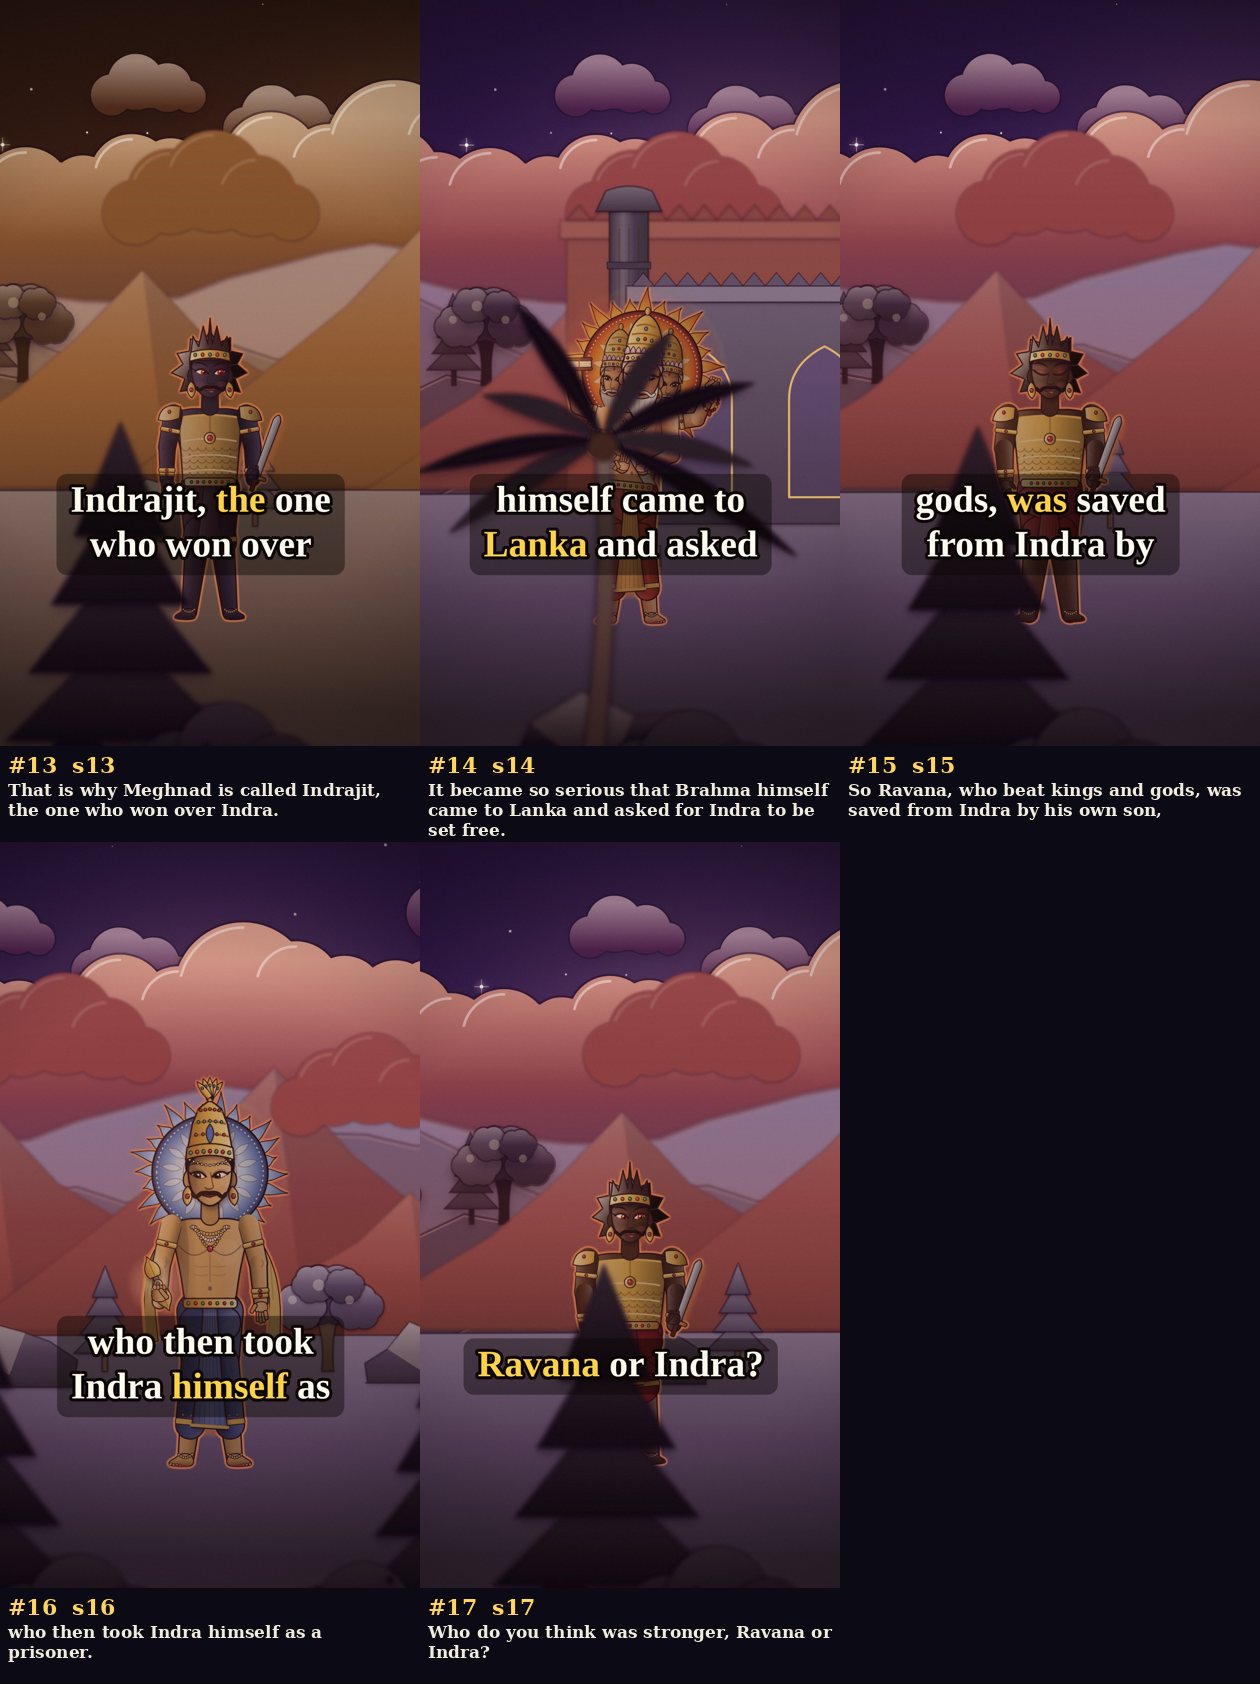 Indrajit, the one
who won over
himself came to
Lanka and asked
gods, was saved
from Indra by
#13 s13
That is why Meghnad is called Indrajit,
the one who won over Indra.
#14 s14
It became so serious that Brahma himself
came to Lanka and asked for Indra to be
set free.
#15 s15
So Ravana, who beat kings and gods, was
saved from Indra by his own son,
who then took
Indra himself as
Ravana or Indra?
#16 s16
who then took Indra himself as a
prisoner.
#17 s17
Who do you think was stronger, Ravana or
Indra?